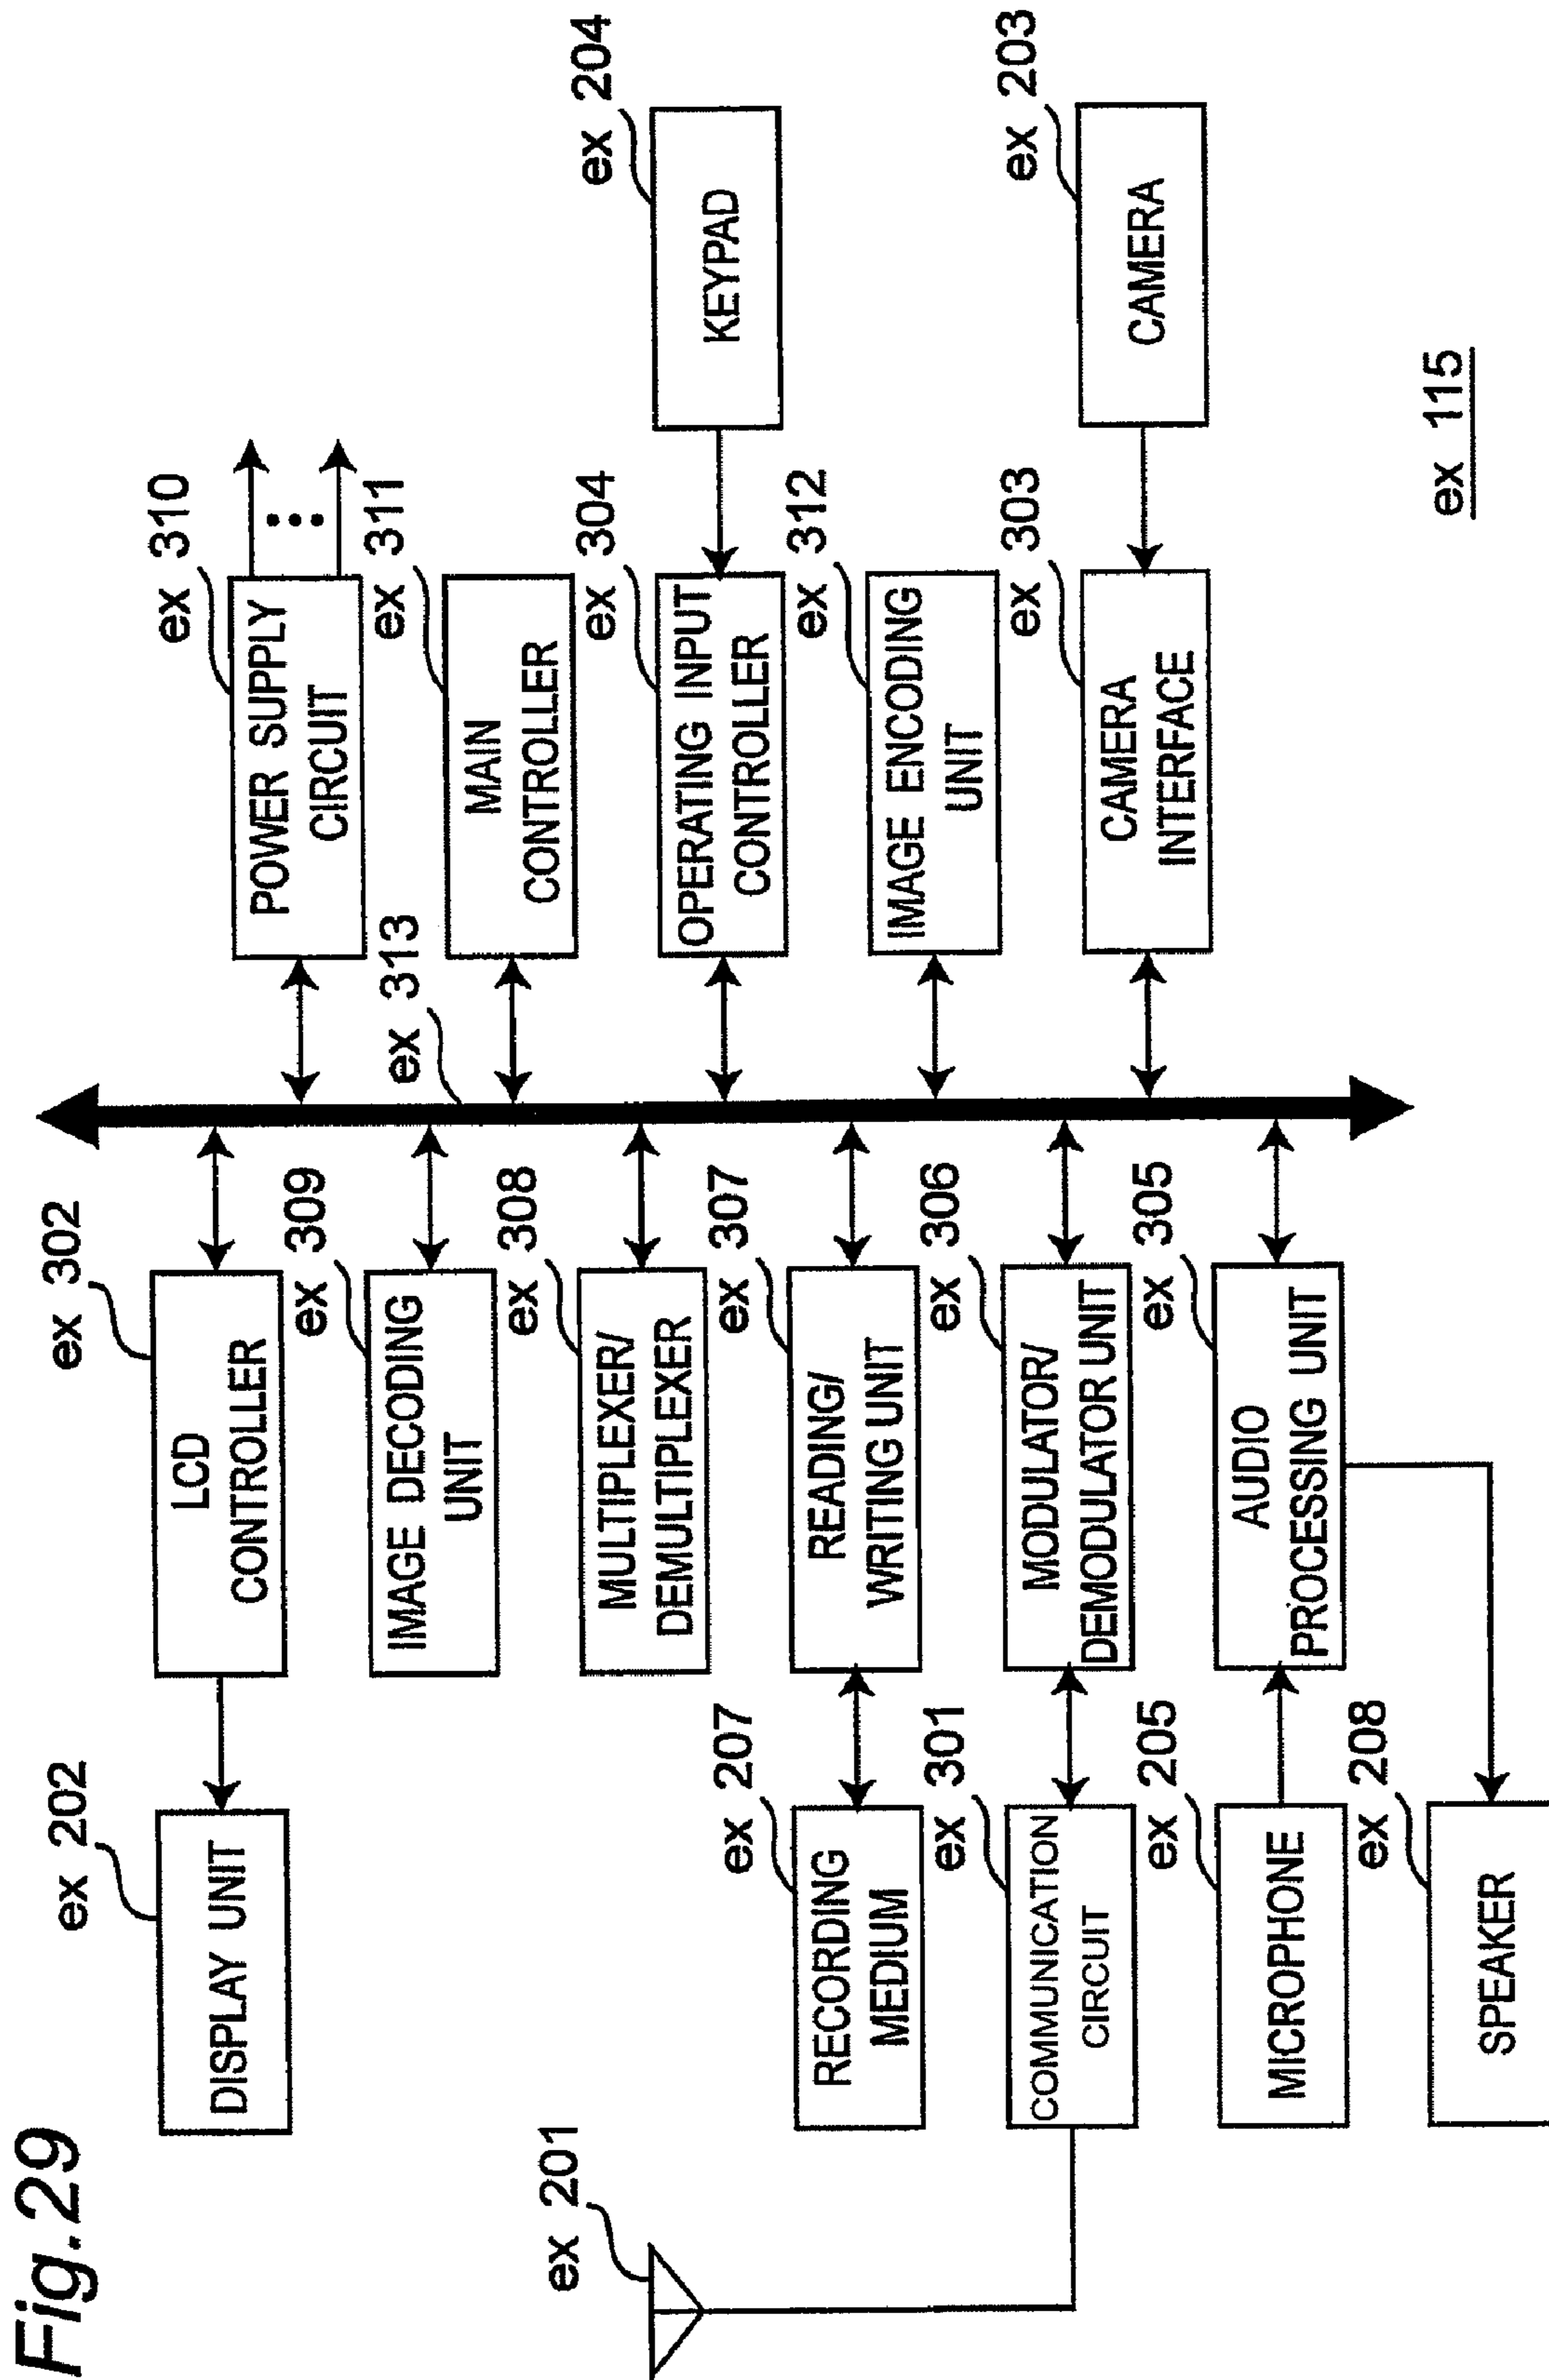 Fig.29
ex 202
DISPLAY UNIT
ex 302
LCD
CONTROLLER
ex 309
IMAGE DECODING
UNIT
ex 308
MULTIPLEXER/
DEMULTIPLEXER
ex 201
ex 207
RECORDING
MEDIUM
ex 307
READING/
WRITING UNIT
ex 301
COMMUNICATION
CIRCUIT
ex 306
MODULATOR/
DEMODULATOR UNIT
ex 205
MICROPHONE
ex 305
AUDIO
PROCESSING UNIT
ex 208
SPEAKER
ex 313
ex 310
POWER SUPPLY
CIRCUIT
ex 311
MAIN
CONTROLLER
ex 304
OPERATING INPUT
CONTROLLER
ex 204
KEYPAD
ex 312
IMAGE ENCODING
UNIT
ex 303
CAMERA
INTERFACE
ex 203
CAMERA
ex 115